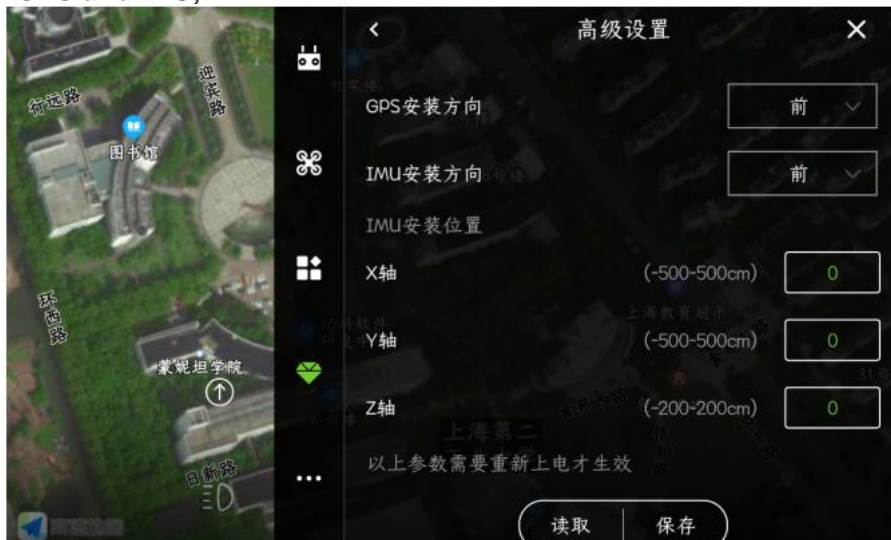 高级设置
GPS安装方向
前
IMU安装方向
前
IMU安装位置
X轴
(-500-500cm)
0
Y轴
(-500-500cm)
0
Z轴
(-200-200cm)
0
以上参数需要重新上电才生效
读取
保存
行远路
迎宾路
图书馆
环西路
蒙妮坦学院
日新路
上海教育超市
上海第二
31号